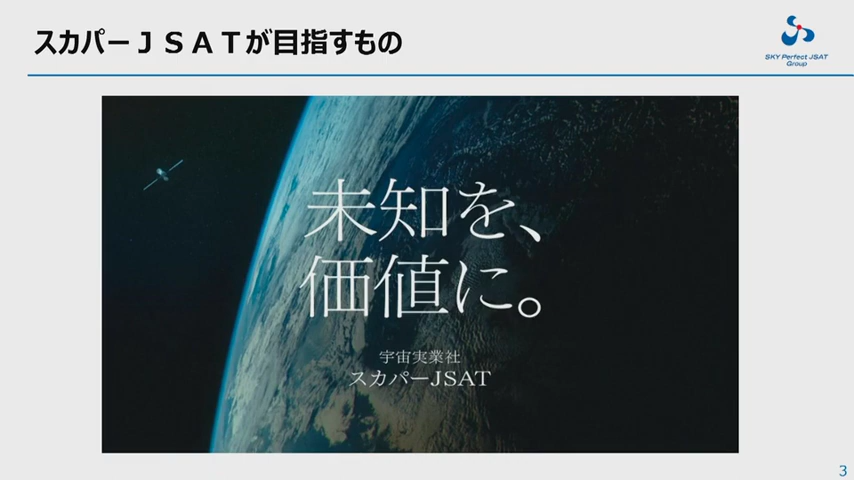 スカパーＪＳＡＴが目指すもの
SKY Perfect JSAT
Group
未知を、
価値に。
宇宙実業社
スカパーJSAT
3